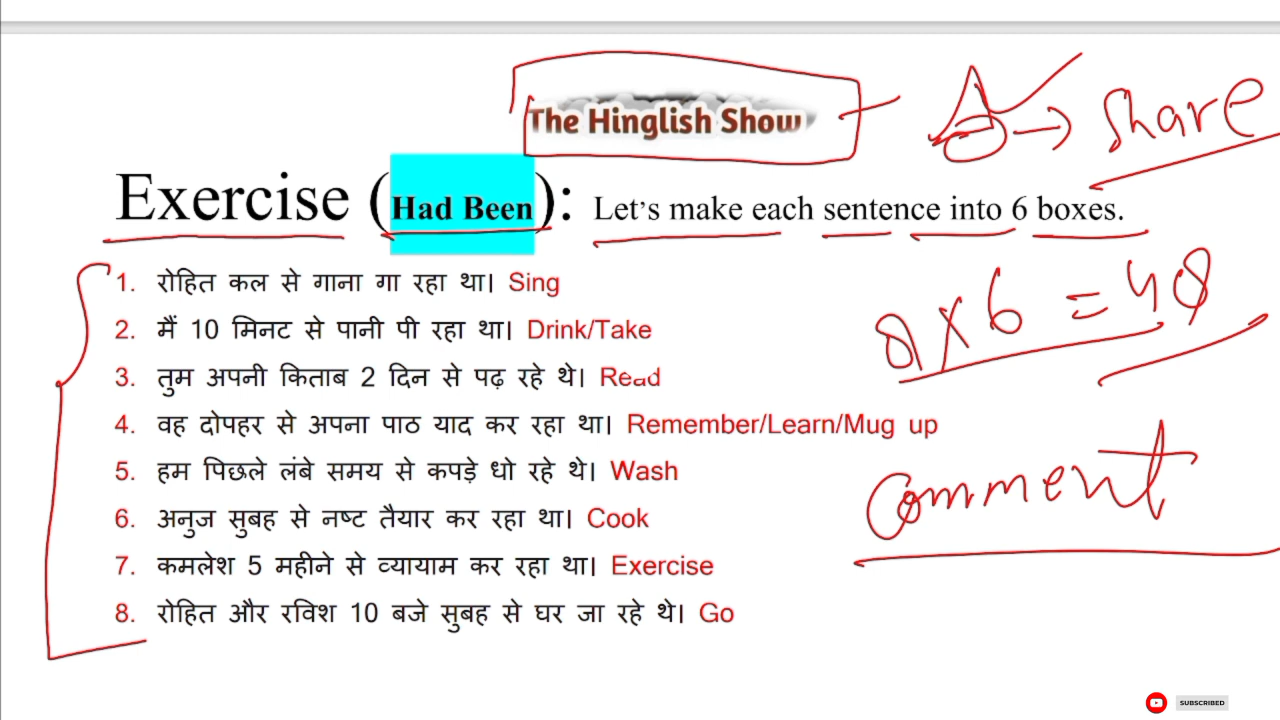 The Hinglish Show
Share
Exercise (Had Been): Let's make each sentence into 6 boxes.
1. रोहित कल से गाना गा रहा था। Sing
2. मैं 10 मिनट से पानी पी रहा था। Drink/Take
3. तुम अपनी किताब 2 दिन से पढ़ रहे थे। Read
4. वह दोपहर से अपना पाठ याद कर रहा था। Remember/Learn/Mug up
5. हम पिछले लंबे समय से कपड़े धो रहे थे। Wash
6. अनुज सुबह से नष्ट तैयार कर रहा था। Cook
7. कमलेश 5 महीने से व्यायाम कर रहा था। Exercise
8. रोहित और रविश 10 बजे सुबह से घर जा रहे थे। Go
8 x 6 = 48
Comment
SUBSCRIBED